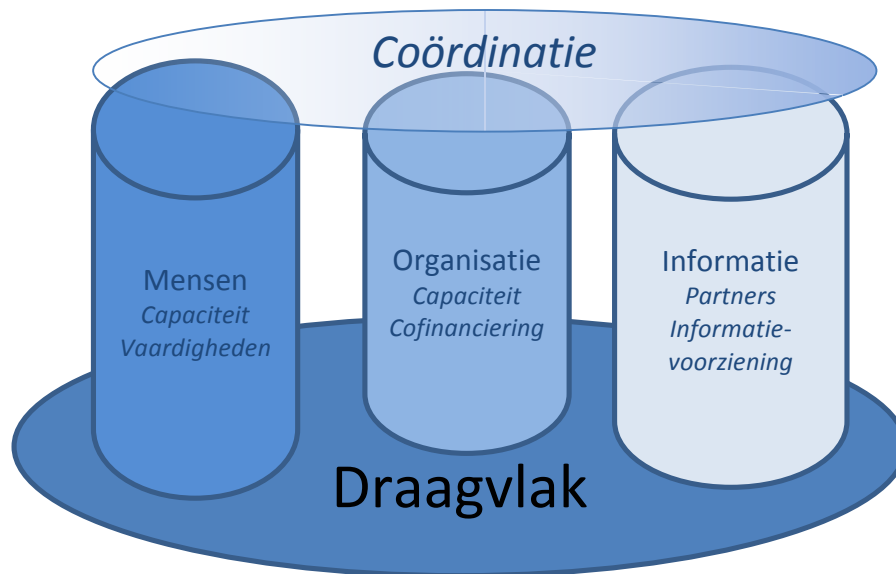 Coördinatie
Mensen
Capaciteit
Vaardigheden
Organisatie
Capaciteit
Cofinanciering
Informatie
Partners
Informatie-
voorziening
Draagvlak